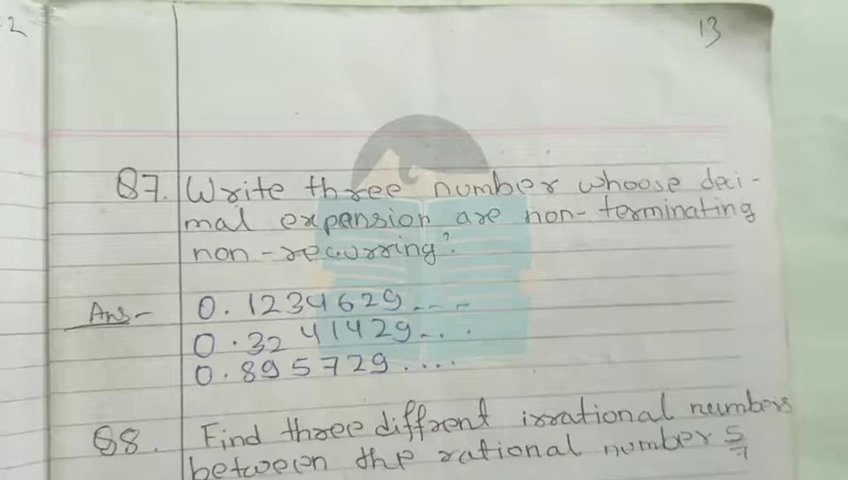 2
13
Q7. Write three number whoose deci-
mal expansion are non-terminating
non-recurring?
Ans- 0.1234629....
0.3241429....
0.895729....
Q8. Find three diffrent irrational numbers
between the rational number 5/7